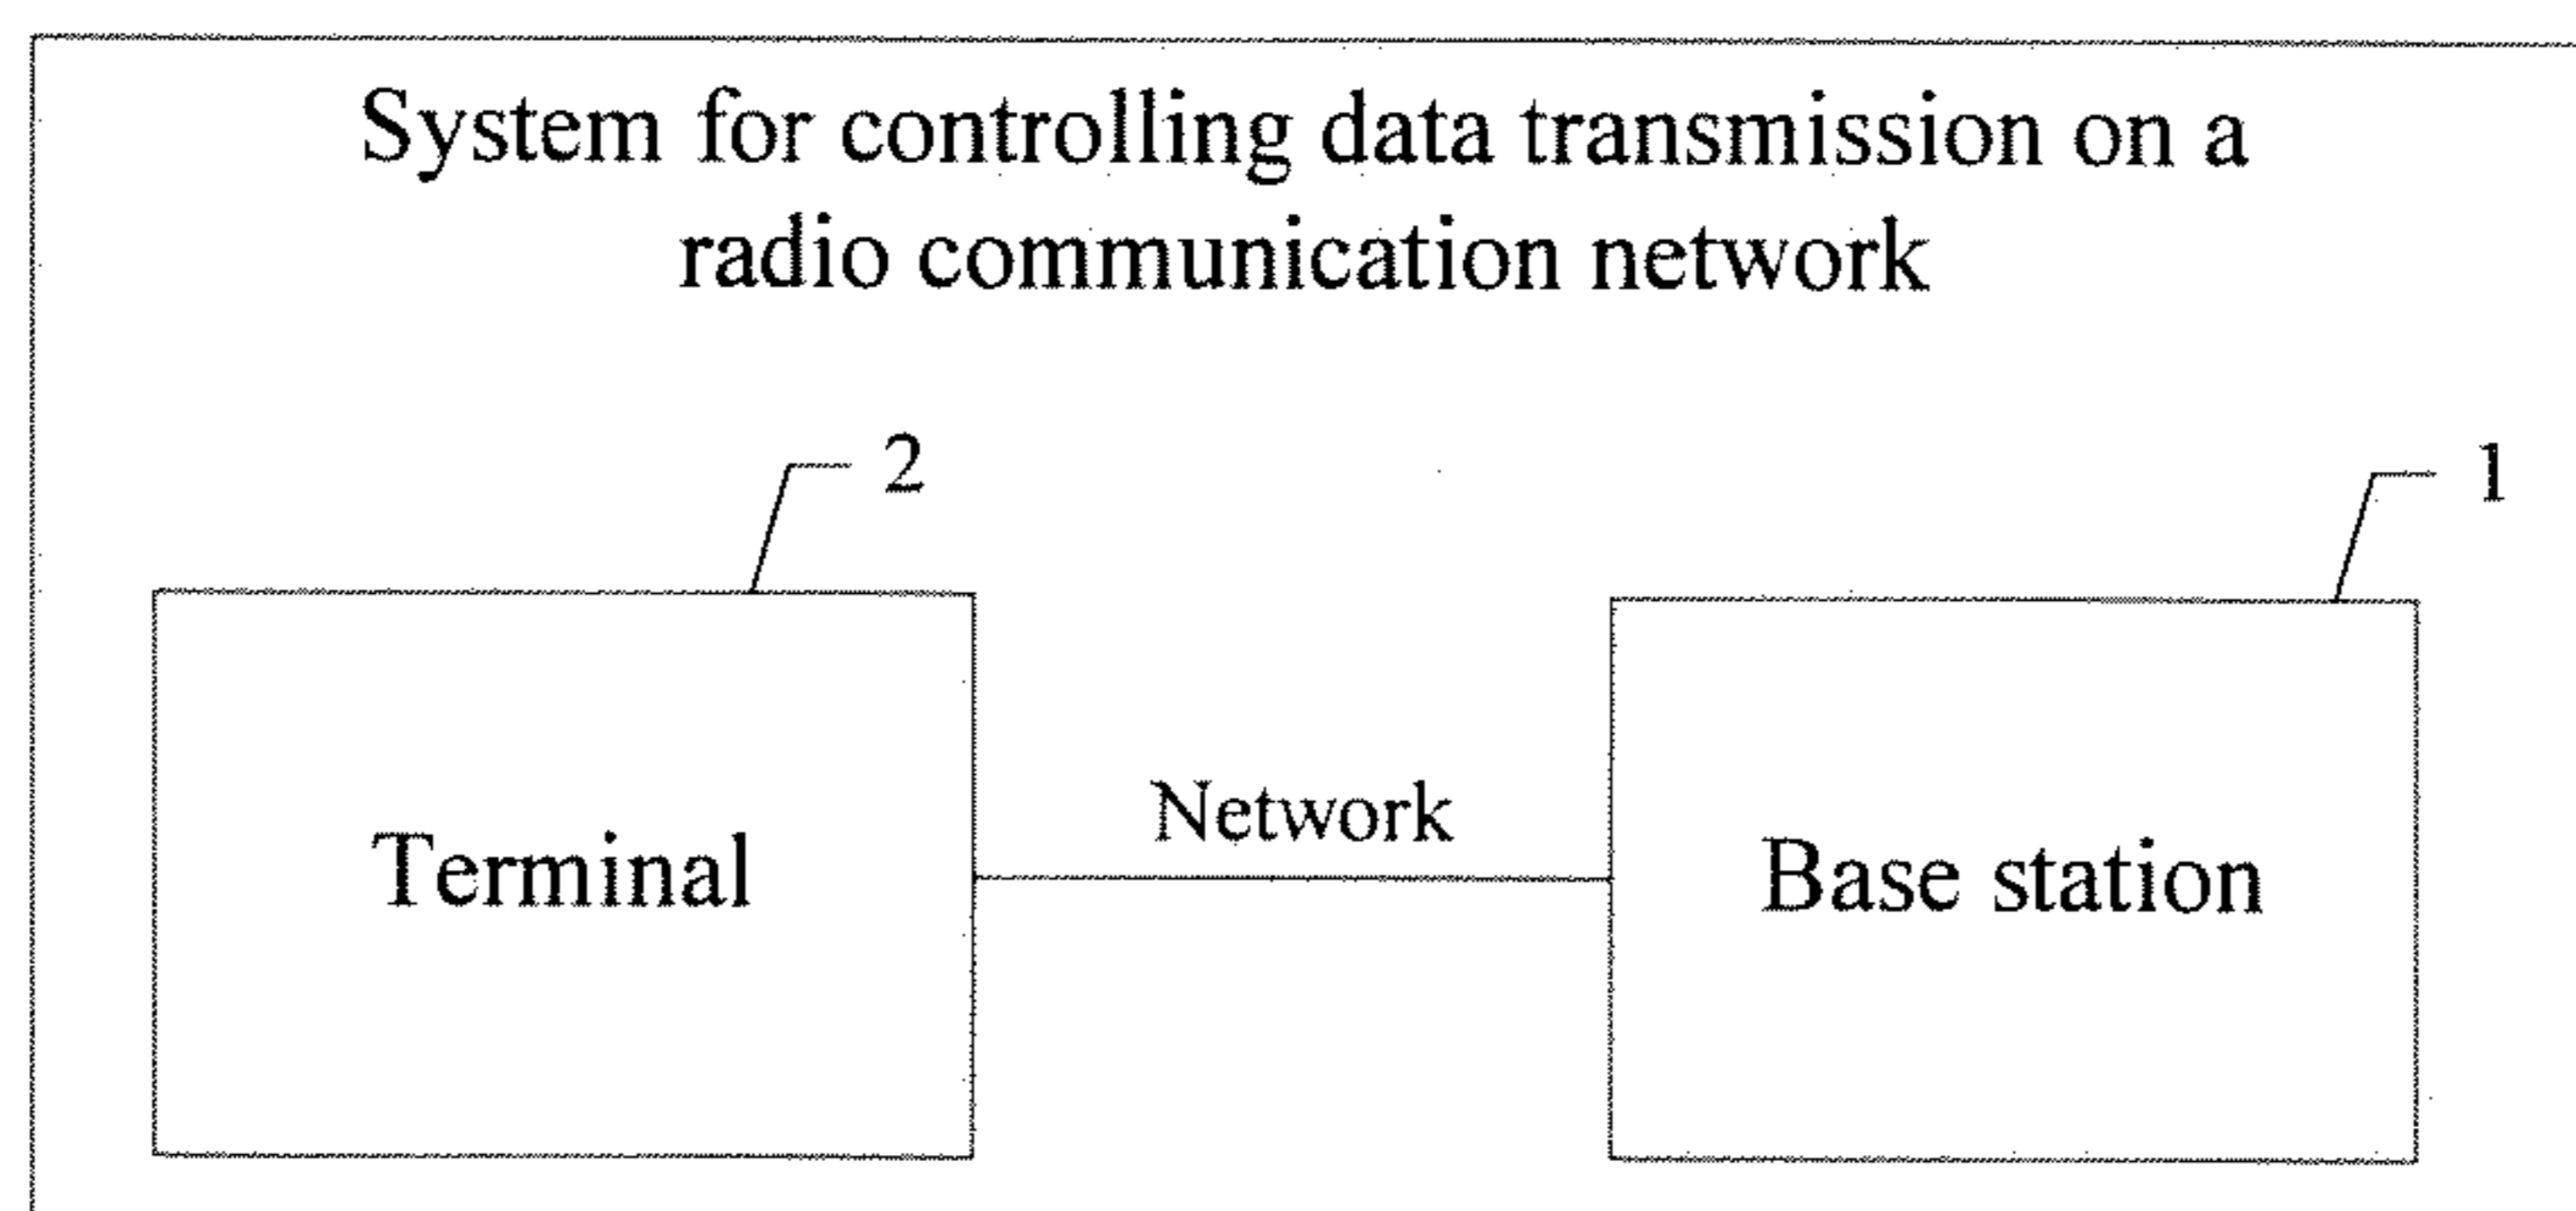 System for controlling data transmission on a
radio communication network
2
1
Terminal
Network
Base station